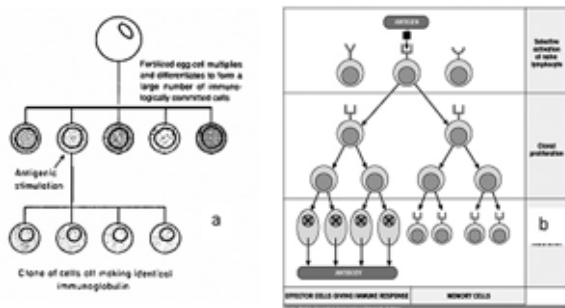 Fertilized egg cell multiplies
and differentiates to form a
large number of immuno-
logically committed cells
Antigenic
stimulation
a
Clone of cells all making identical
immunoglobulin
ANTIGEN
Selective
activation
of naive
lymphocyte
Clonal
proliferation
b
ANTIBODY
EFFECTOR CELLS GIVING IMMUNE RESPONSE
MEMORY CELLS